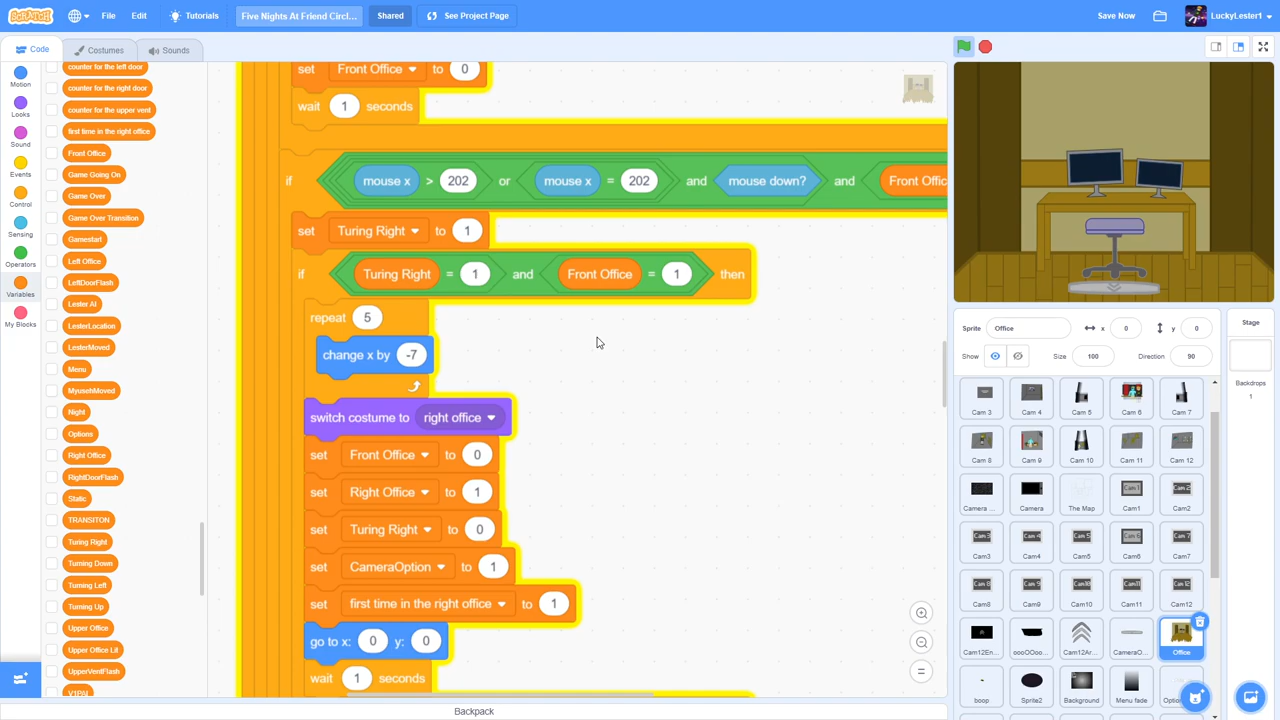 SCRATCH File Edit Tutorials Five Nights At Friend Circl... Shared See Project Page Save Now LuckyLester1
Code Costumes Sounds
Motion
Looks
Sound
Events
Control
Sensing
Operators
Variables
My Blocks
counter for the left door
counter for the right door
counter for the upper vent
first time in the right office
Front Office
Game Going On
Game Over
Game Over Transition
Gamestart
Left Office
LeftDoorFlash
Lester AI
LesterLocation
LesterMoved
Menu
MyusehMoved
Night
Options
Right Office
RightDoorFlash
Static
TRANSITON
Turing Right
Turning Down
Turning Left
Turning Up
Upper Office
Upper Office Lit
UpperVentFlash
set Front Office to 0
wait 1 seconds
if mouse x > 202 or mouse x = 202 and mouse down? and Front Offic
set Turing Right to 1
if Turing Right = 1 and Front Office = 1 then
repeat 5
change x by -7
switch costume to right office
set Front Office to 0
set Right Office to 1
set Turing Right to 0
set CameraOption to 1
set first time in the right office to 1
go to x: 0 y: 0
wait 1 seconds
Backpack
Sprite Office x 0 y 0
Show Size 100 Direction 90
Stage
Backdrops
1
Cam 3 Cam 4 Cam 5 Cam 6 Cam 7
Cam 8 Cam 9 Cam 10 Cam 11 Cam 12
Camera ... Camera The Map Cam1 Cam2
Cam3 Cam4 Cam5 Cam6 Cam7
Cam8 Cam9 Cam10 Cam11 Cam12
Cam12En... oooOOoo... Cam12Ar... CameraO... Office
boop Sprite2 Background Menu fade